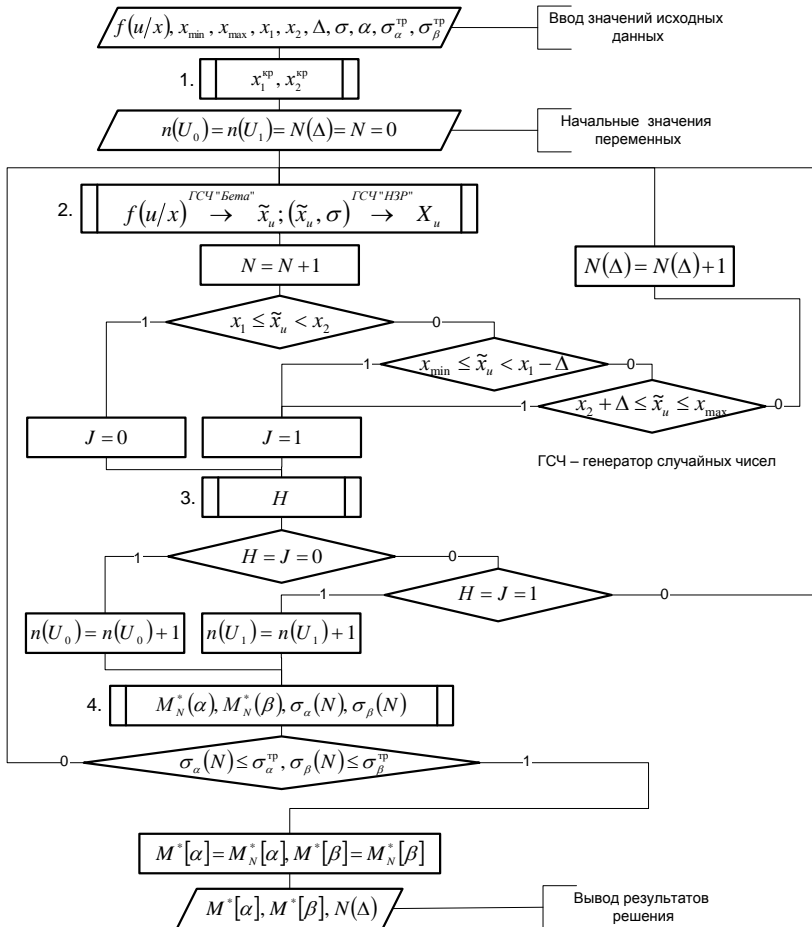 f(u/x), x_min, x_max, x_1, x_2, Δ, σ, α, σ_α^тр, σ_β^тр
Ввод значений исходных
данных
1. x_1^кр, x_2^кр
n(U_0) = n(U_1) = N(Δ) = N = 0
Начальные значения
переменных
2. f(u/x) ГСЧ "Бета" → x̃_u; (x̃_u, σ) ГСЧ "НЗР" → X_u
N = N + 1
N(Δ) = N(Δ) + 1
1 x_1 ≤ x̃_u < x_2 0
1 x_min ≤ x̃_u < x_1 − Δ 0
1 x_2 + Δ ≤ x̃_u ≤ x_max 0
J = 0
J = 1
ГСЧ – генератор случайных чисел
3. H
1 H = J = 0 0
1 H = J = 1 0
n(U_0) = n(U_0) + 1
n(U_1) = n(U_1) + 1
4. M_N^*(α), M_N^*(β), σ_α(N), σ_β(N)
0 σ_α(N) ≤ σ_α^тр, σ_β(N) ≤ σ_β^тр 1
M^*[α] = M_N^*[α], M^*[β] = M_N^*[β]
M^*[α], M^*[β], N(Δ)
Вывод результатов
решения